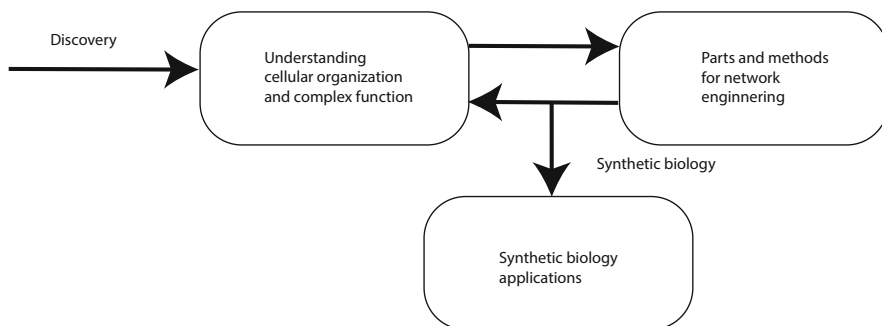 Discovery
Understanding
cellular organization
and complex function
Parts and methods
for network
enginnering
Synthetic biology
Synthetic biology
applications